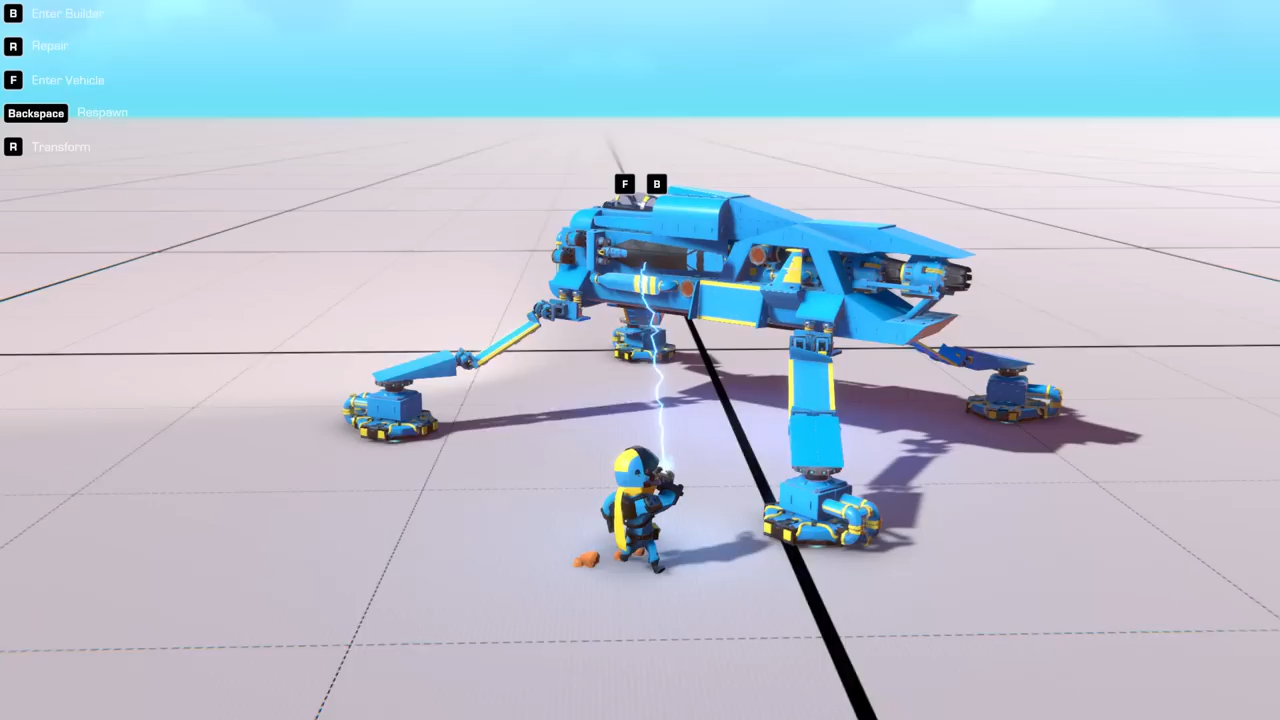 B Enter Builder
R Repair
F Enter Vehicle
Backspace Respawn
R Transform
F B